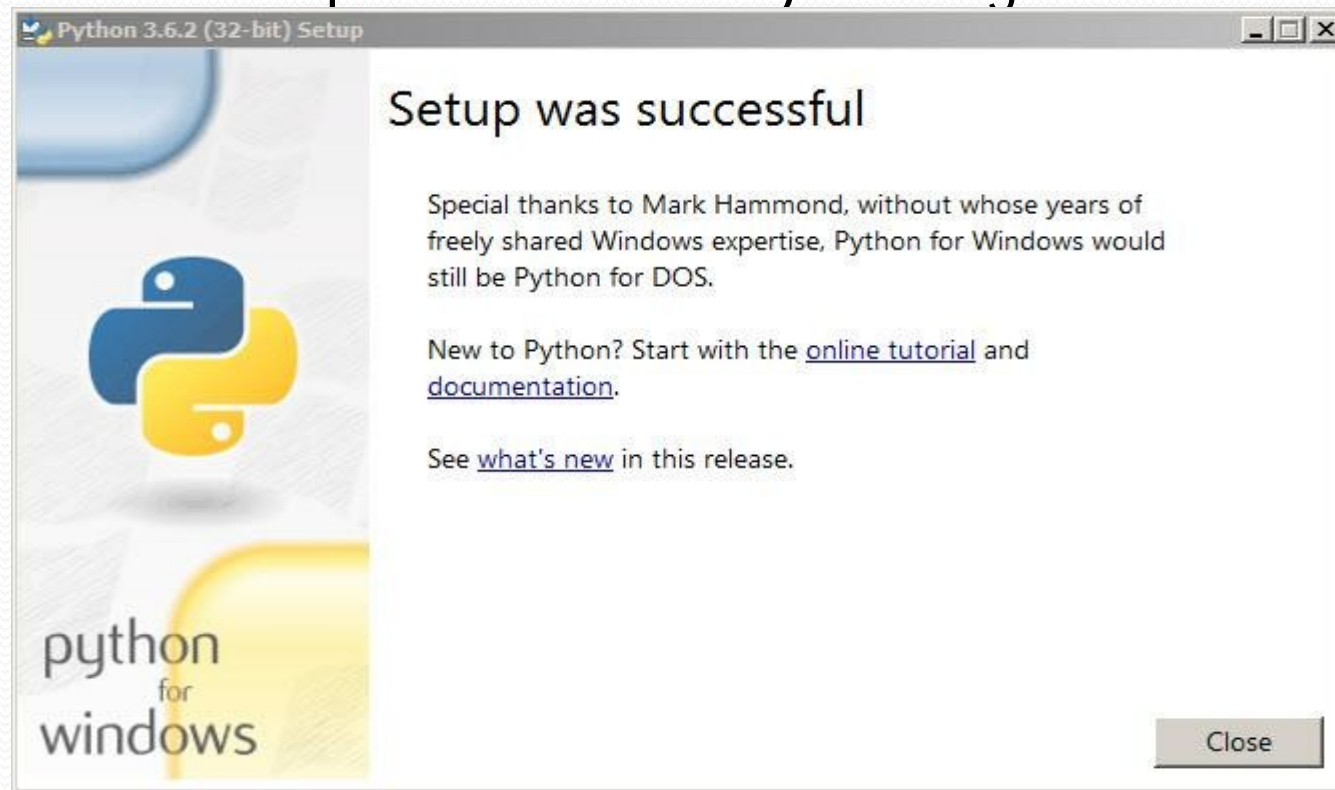 Python 3.6.2 (32-bit) Setup
Setup was successful
Special thanks to Mark Hammond, without whose years of
freely shared Windows expertise, Python for Windows would
still be Python for DOS.
New to Python? Start with the online tutorial and
documentation.
See what's new in this release.
python
for
windows
Close